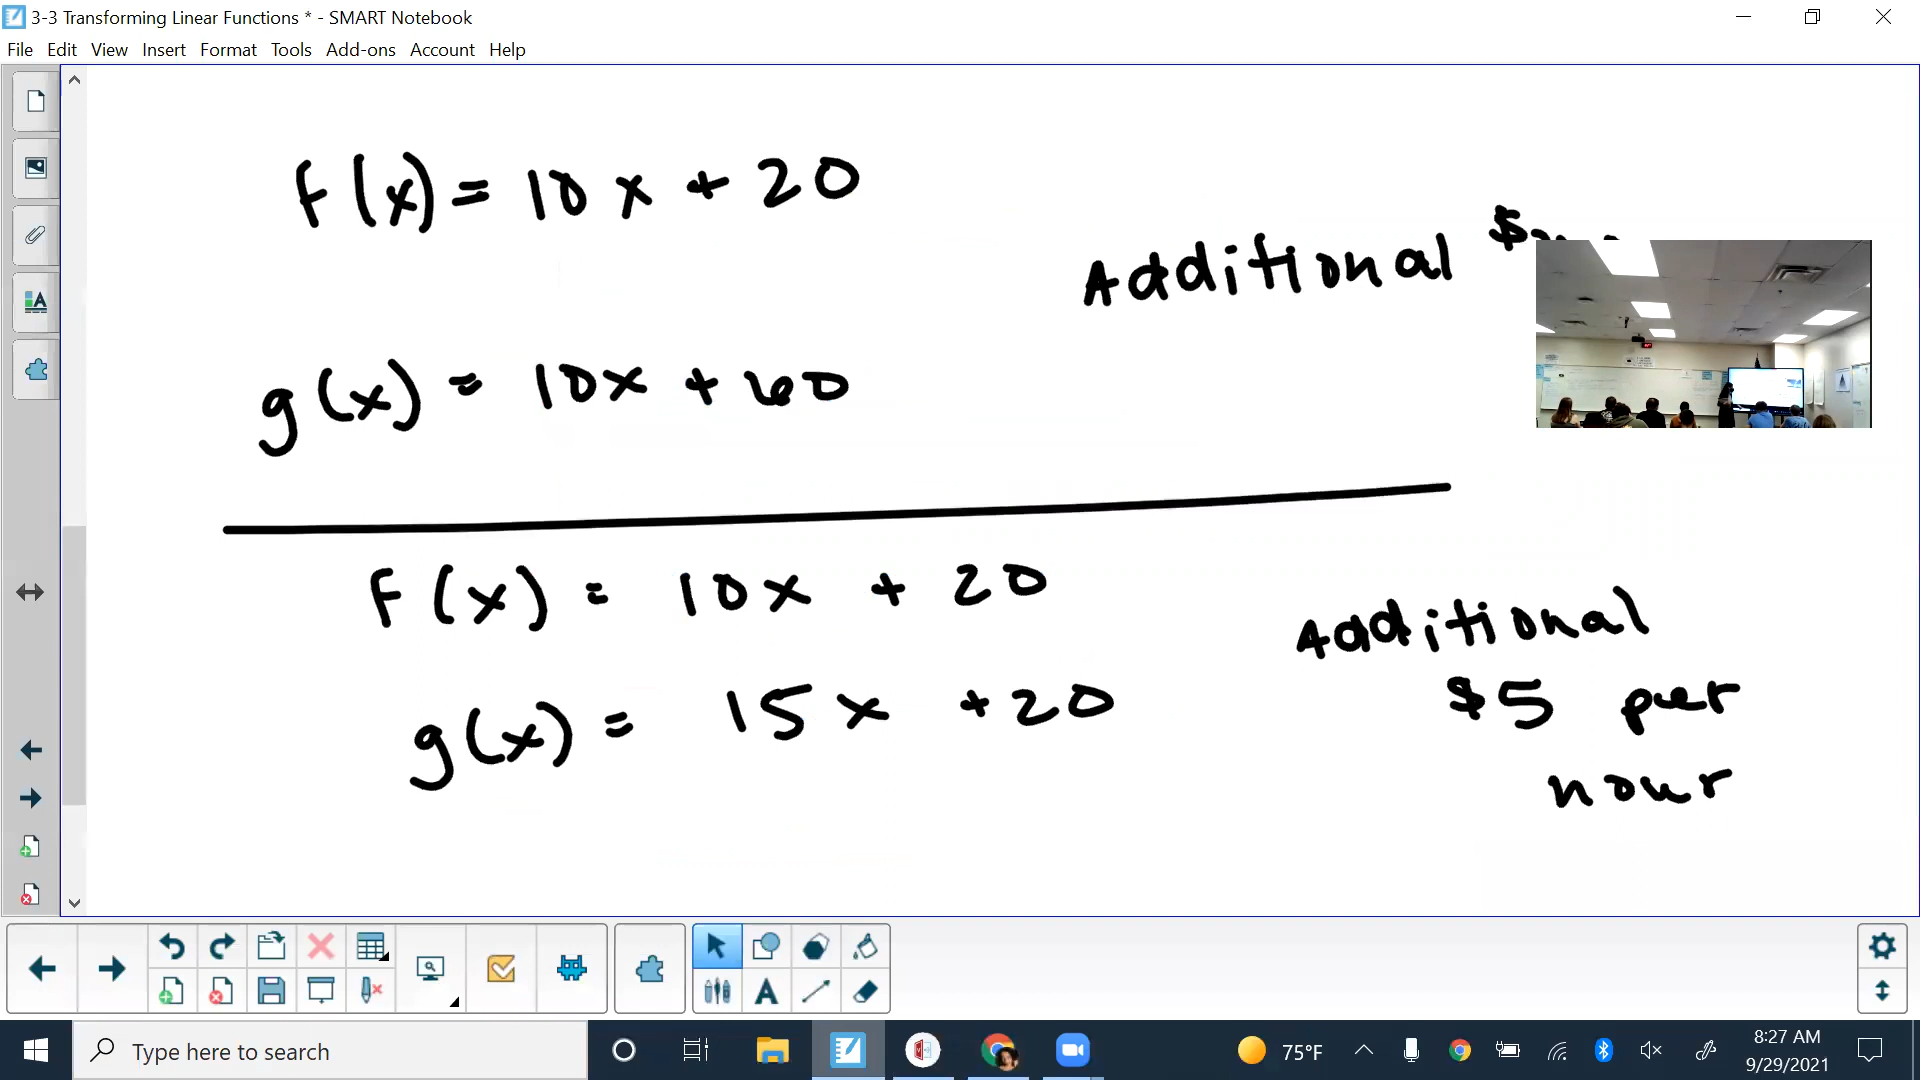 3-3 Transforming Linear Functions * - SMART Notebook
File Edit View Insert Format Tools Add-ons Account Help
f(x) = 10x + 20
Additional $
g(x) = 10x + 60
f(x) = 10x + 20
g(x) = 15x + 20
Additional
$5 per
hour
Type here to search
75°F
8:27 AM
9/29/2021